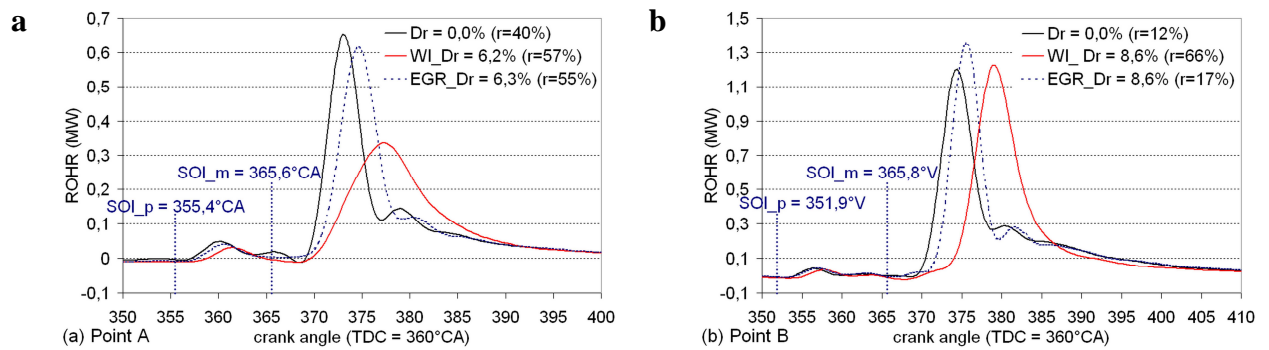 a
0,7
0,6
0,5
0,4
0,3
0,2
0,1
0
-0,1
ROHR (MW)
Dr = 0,0% (r=40%)
WI_Dr = 6,2% (r=57%)
EGR_Dr = 6,3% (r=55%)
SOI_m = 365,6°CA
SOI_p = 355,4°CA
350 355 360 365 370 375 380 385 390 395 400
(a) Point A crank angle (TDC = 360°CA)
b
1,5
1,3
1,1
0,9
0,7
0,5
0,3
0,1
-0,1
ROHR (MW)
Dr = 0,0% (r=12%)
WI_ Dr = 8,6% (r=66%)
EGR_Dr = 8,6% (r=17%)
SOI_m = 365,8°V
SOI_p = 351,9°V
350 355 360 365 370 375 380 385 390 395 400 405 410
(b) Point B crank angle (TDC = 360°CA)